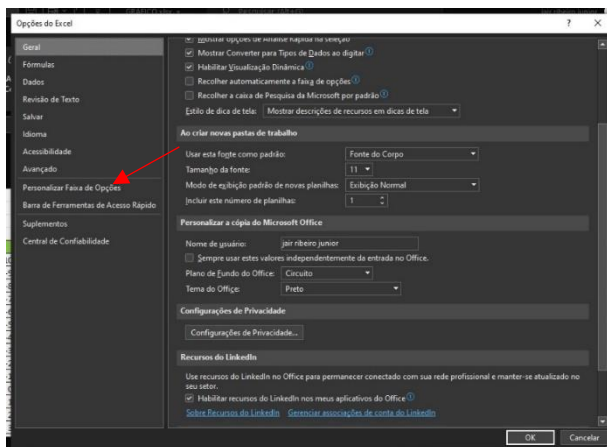 Opções do Excel
? ×
Geral
Fórmulas
Dados
Revisão de Texto
Salvar
Idioma
Acessibilidade
Avançado
Personalizar Faixa de Opções
Barra de Ferramentas de Acesso Rápido
Suplementos
Central de Confiabilidade
Mostrar opções de Análise Rápida na seleção
Mostrar Converter para Tipos de Dados ao digitar
Habilitar Visualização Dinâmica
Recolher automaticamente a faixa de opções
Recolher a caixa de Pesquisa da Microsoft por padrão
Estilo de dica de tela: Mostrar descrições de recursos em dicas de tela
Ao criar novas pastas de trabalho
Usar esta fonte como padrão: Fonte do Corpo
Tamanho da fonte: 11
Modo de exibição padrão de novas planilhas: Exibição Normal
Incluir este número de planilhas: 1
Personalizar a cópia do Microsoft Office
Nome de usuário: jair ribeiro junior
Sempre usar estes valores independentemente da entrada no Office.
Plano de Fundo do Office: Circuito
Tema do Office: Preto
Configurações de Privacidade
Configurações de Privacidade...
Recursos do LinkedIn
Use recursos do LinkedIn no Office para permanecer conectado com sua rede profissional e manter-se atualizado no
seu setor.
Habilitar recursos do LinkedIn nos meus aplicativos do Office
Sobre Recursos do LinkedIn Gerenciar associações de conta do LinkedIn
OK Cancelar